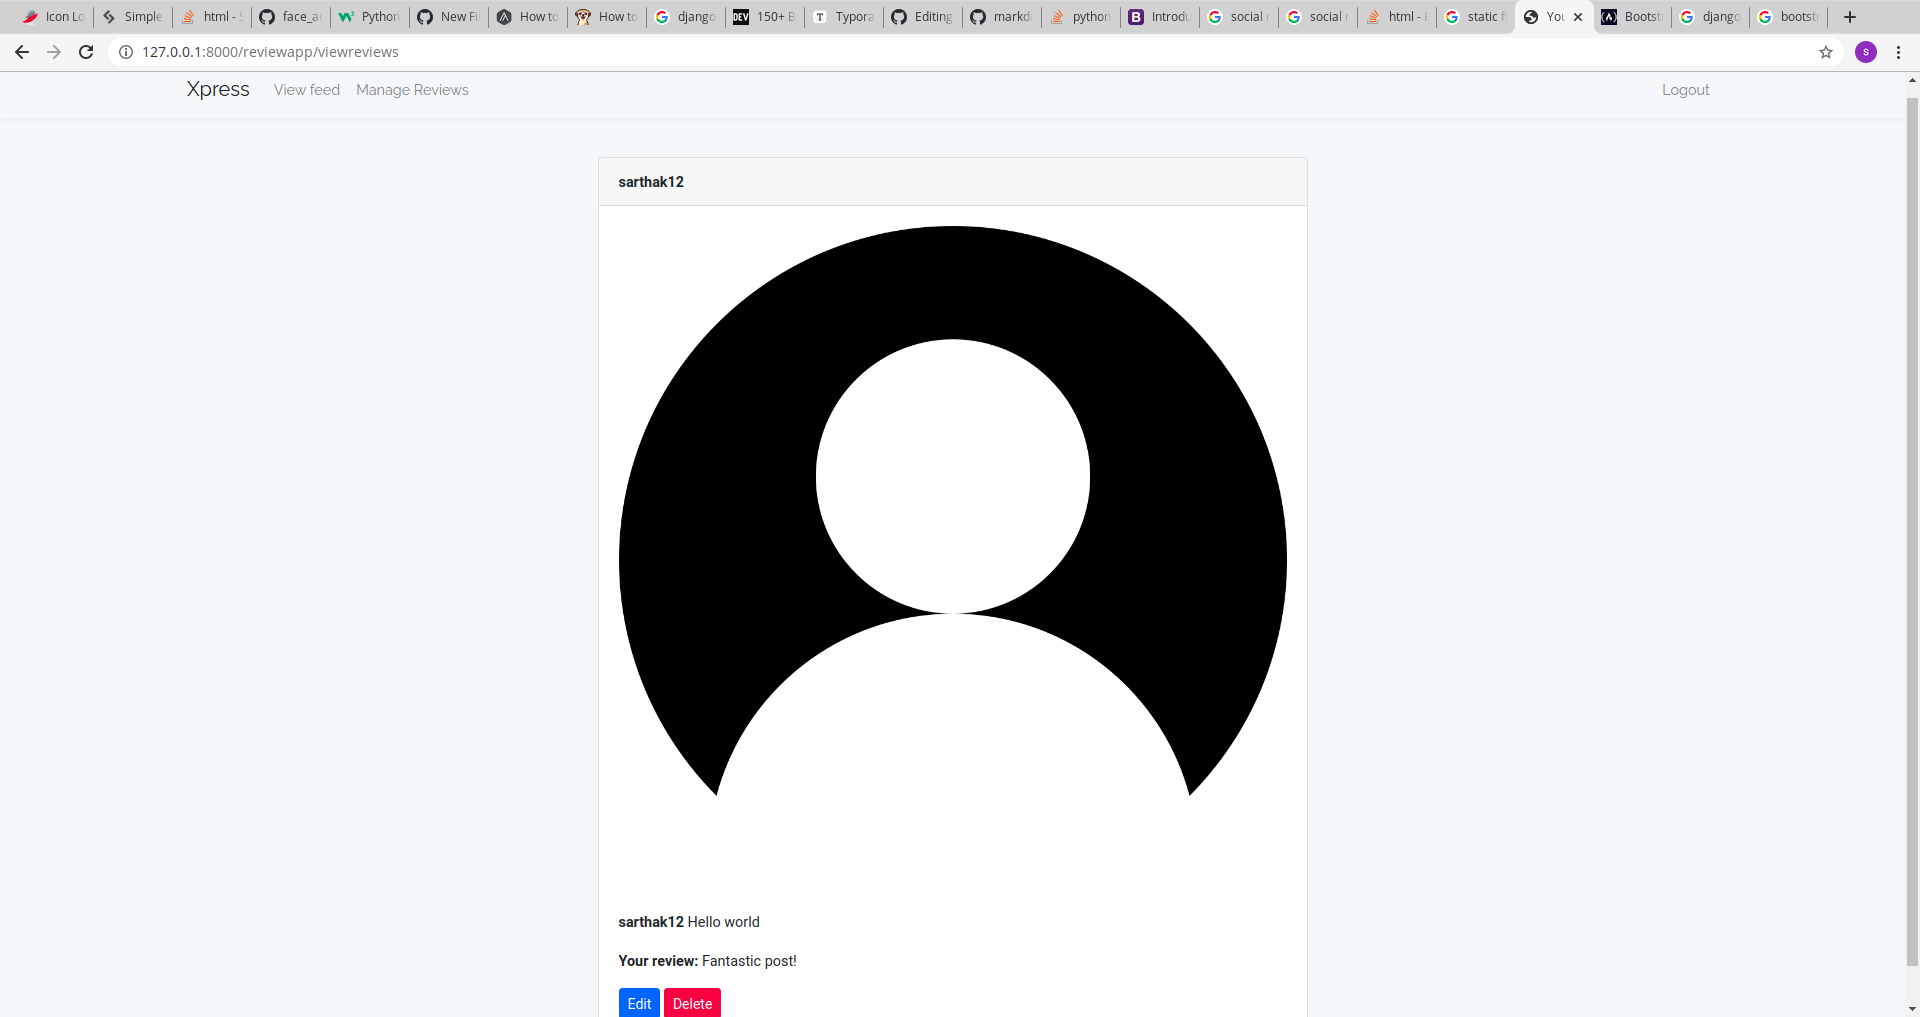 Icon Lo Simple html - S face_a Python New Fi How to How to django DEV 150+ B T Typora Editing markd python B Introdu social social html - E static f You Bootst django bootst
127.0.0.1:8000/reviewapp/viewreviews s
Xpress View feed Manage Reviews Logout
sarthak12
sarthak12 Hello world
Your review: Fantastic post!
Edit Delete